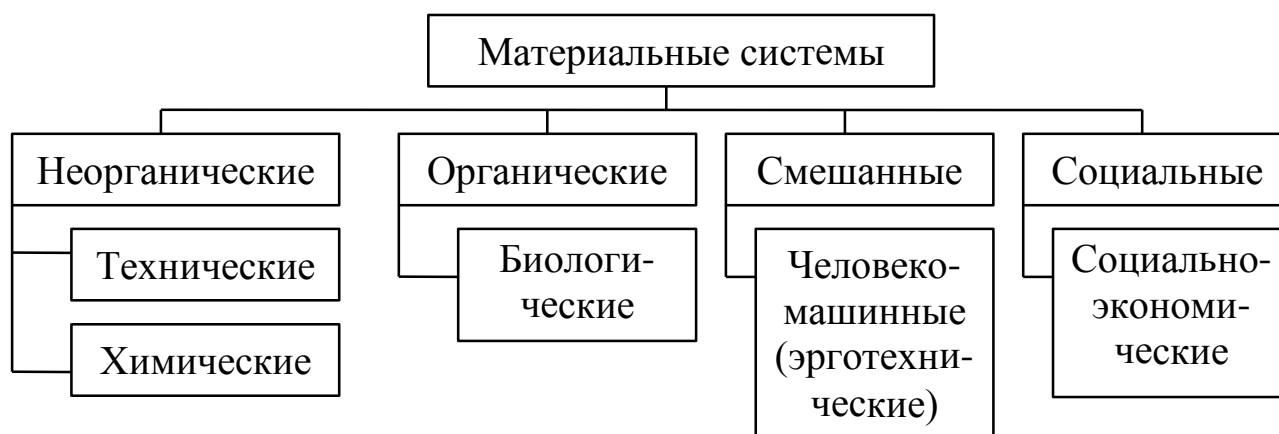 Материальные системы
Неорганические
Органические
Смешанные
Социальные
Технические
Химические
Биологи-
ческие
Человеко-
машинные
(эрготехни-
ческие)
Социально-
экономи-
ческие